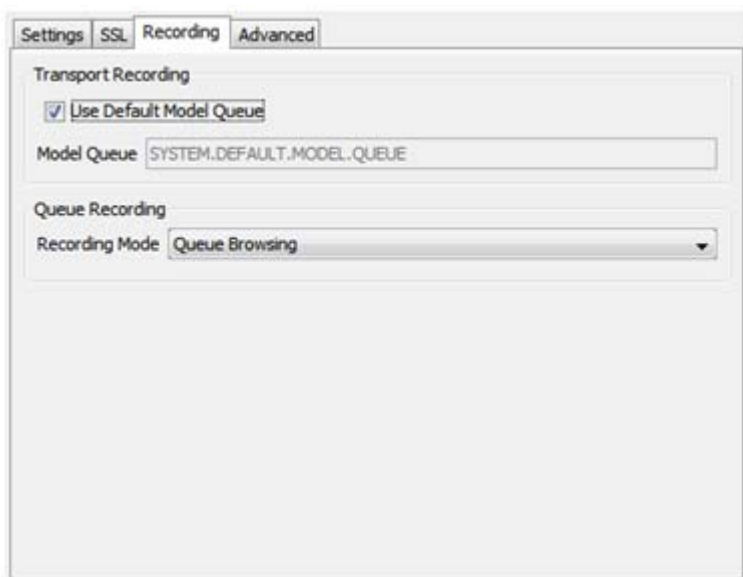 Settings SSL Recording Advanced
Transport Recording
Use Default Model Queue
Model Queue SYSTEM.DEFAULT.MODEL.QUEUE
Queue Recording
Recording Mode Queue Browsing